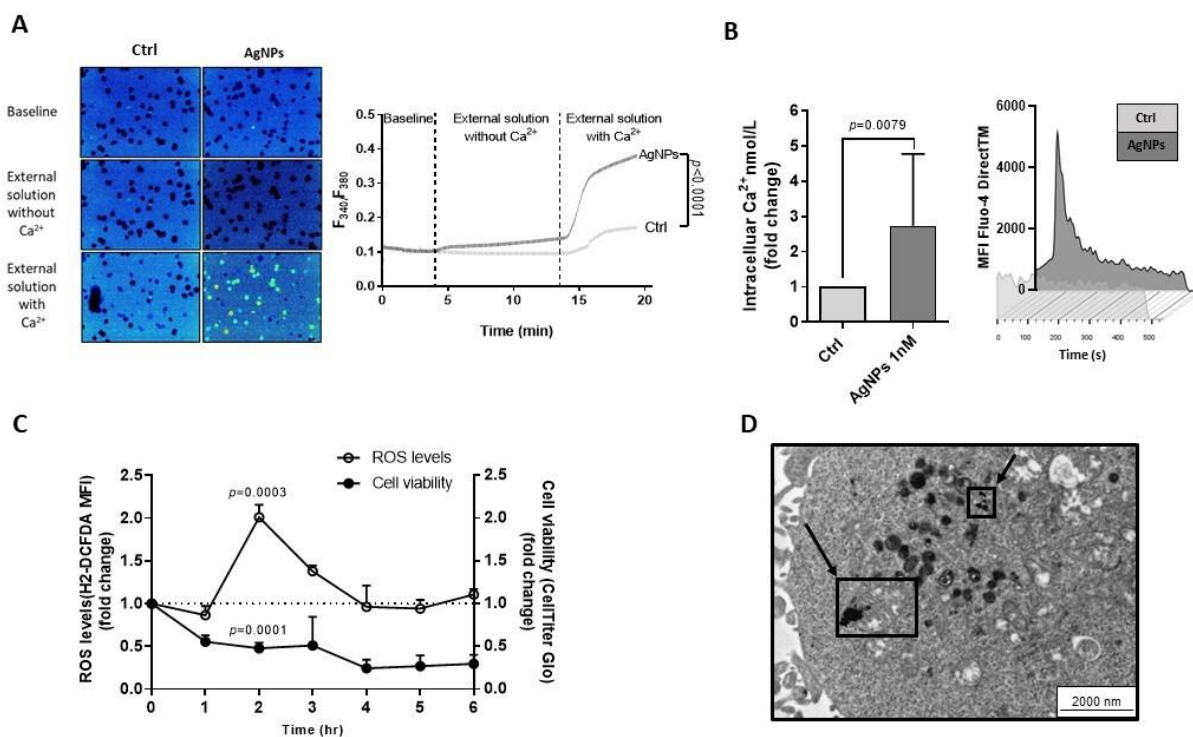 A
Ctrl
AgNPs
Baseline
External
solution
without
Ca²⁺
External
solution
with
Ca²⁺
F340/F380
0.5
0.4
0.3
0.2
0.1
0.0
Baseline
External solution
without Ca²⁺
External solution
with Ca²⁺
AgNPs
Ctrl
p<0.0001
0
5
10
15
20
Time (min)
B
Intracelluar Ca²⁺ nmol/L
(fold change)
6
5
4
3
2
1
0
p=0.0079
Ctrl
AgNPs 1nM
MFI Fluo-4 DirectTM
6000
4000
2000
0
Ctrl
AgNPs
0
100
200
300
400
500
Time (s)
C
ROS levels
Cell viability
ROS levels(H2-DCFDA MFI)
(fold change)
2.5
2.0
1.5
1.0
0.5
0.0
p=0.0003
p=0.0001
2.5
2.0
1.5
1.0
0.5
0.0
Cell viability (CellTiter Glo)
(fold change)
0
1
2
3
4
5
6
Time (hr)
D
2000 nm